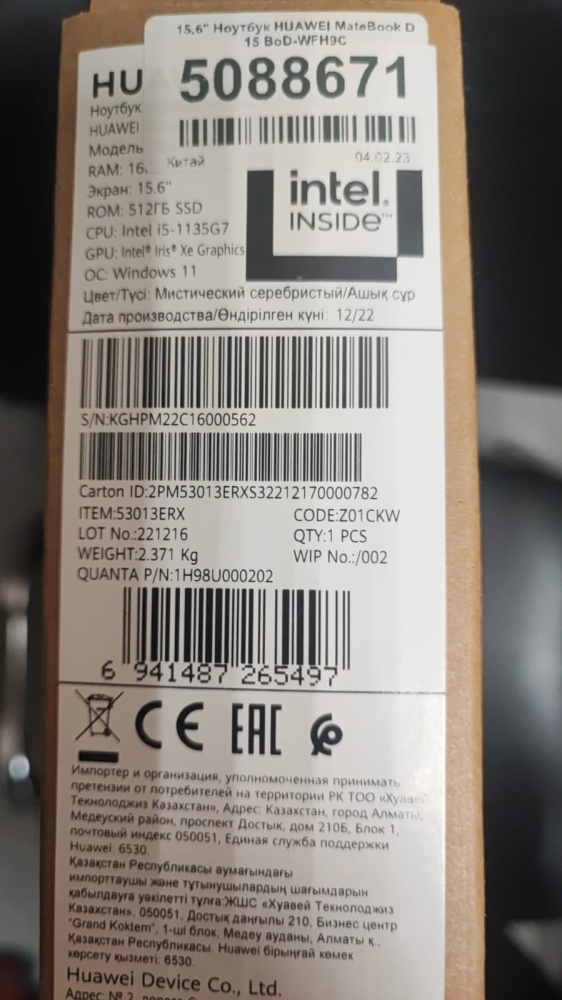 15,6" Ноутбук HUAWEI MateBook D
15 BoD-WFH9C
5088671
Китай 04.02.23
HU
Ноутбук
HUAWEI
Модель
RAM: 16
Экран: 15.6"
ROM: 512ГБ SSD
CPU: Intel i5-1135G7
GPU: Intel® Iris® Xe Graphics
ОС: Windows 11
intel.
INSIDE™
Цвет/Түсі: Мистический серебристый/Ашық сұр
Дата производства/Өндірілген күні: 12/22
S/N:KGHPM22C16000562
Carton ID:2PM53013ERXS32212170000782
ITEM:53013ERX CODE:Z01CKW
LOT No.:221216 QTY:1 PCS
WEIGHT:2.371 Kg WIP No.:/002
QUANTA P/N:1H98U000202
6 941487 265497
CE EAC
Импортер и организация, уполномоченная принимать
претензии от потребителей на территории РК ТОО «Хуавей
Текнолоджиз Казахстан», Адрес: Казахстан, город Алматы,
Медеуский район, проспект Достык, дом 210Б, Блок 1,
почтовый индекс 050051, Единая служба поддержки
Huawei: 6530.
Қазақстан Республикасы аумағындағы
импорттаушы және тұтынушылардың шағымдарын
қабылдауға уәкілетті тұлға:ЖШС «Хуавей Текнолоджиз
Казахстан», 050051, Достық даңғылы 210, Бизнес центр
"Grand Koktem", 1-ші блок, Медеу ауданы, Алматы қ.,
Қазақстан Республикасы. Huawei бірыңғай көмек
көрсету қызметі: 6530.
Huawei Device Co., Ltd.
Адрес: № 2,